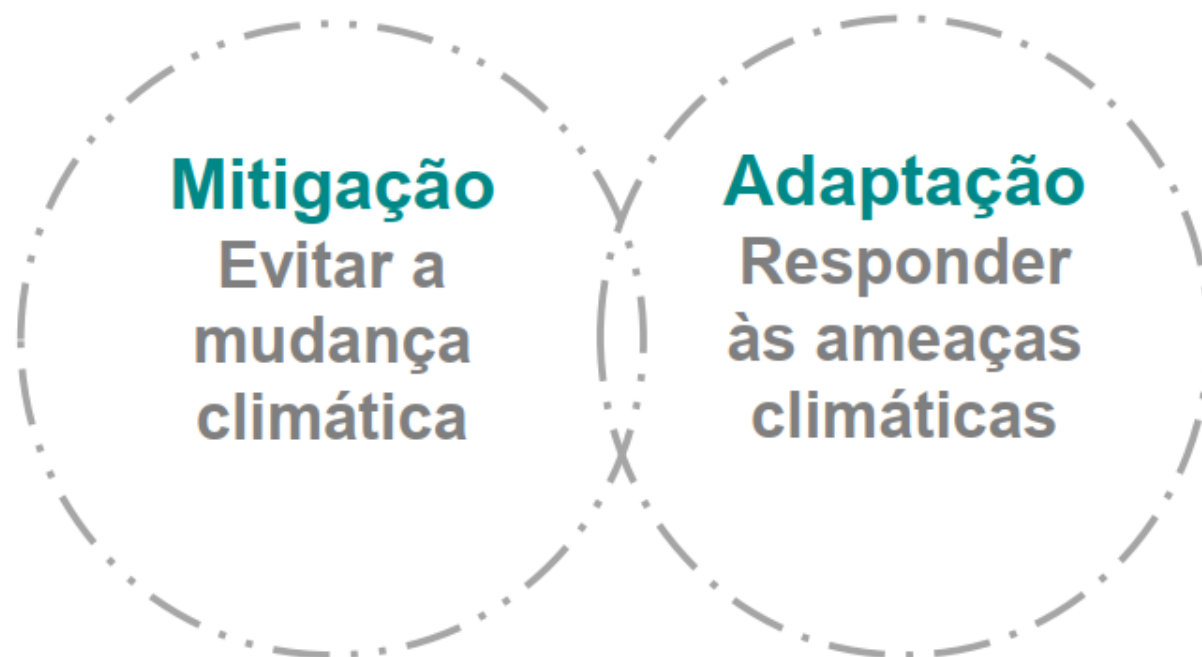 Mitigação
Evitar a
mudança
climática
Adaptação
Responder
às ameaças
climáticas